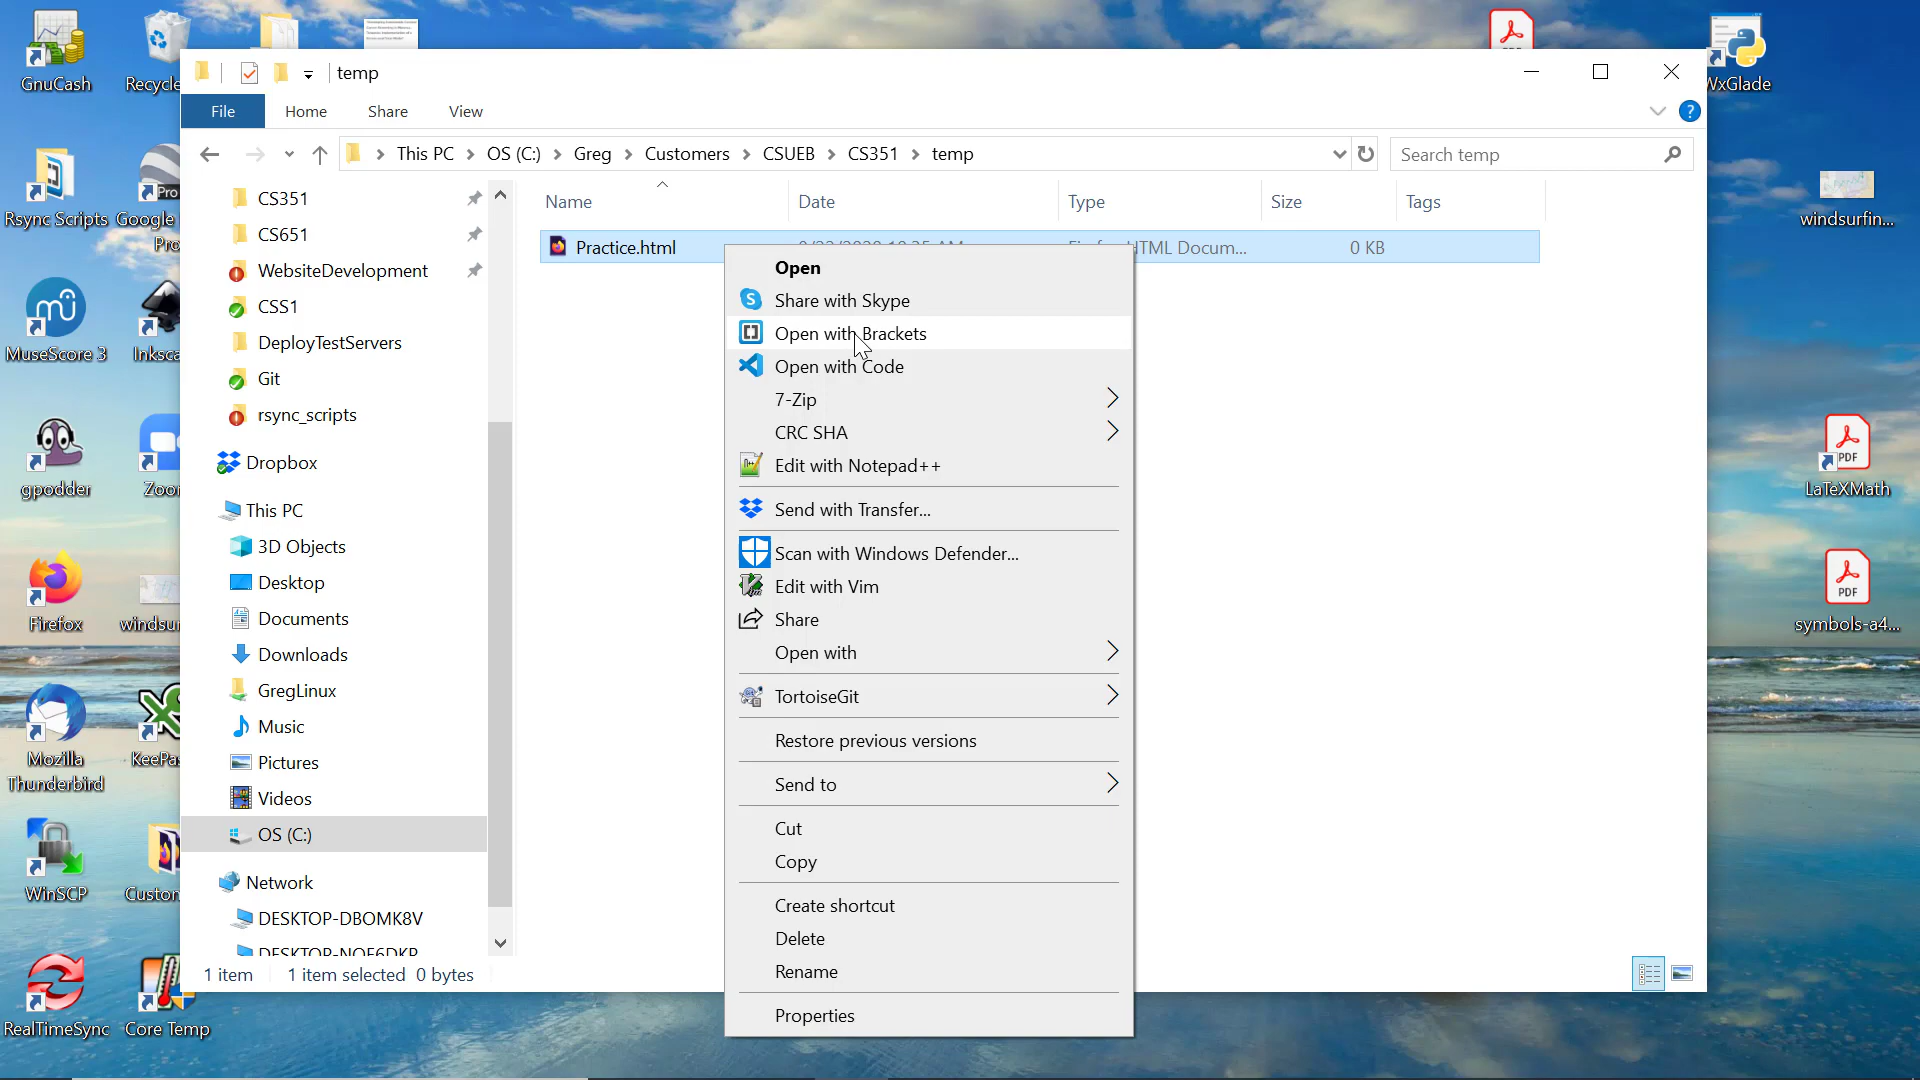 GnuCash
Recycle
WxGlade
temp
File
Home
Share
View
This PC
OS (C:)
Greg
Customers
CSUEB
CS351
temp
Search temp
Name
Date
Type
Size
Tags
Practice.html
HTML Docum...
0 KB
CS351
CS651
WebsiteDevelopment
CSS1
DeployTestServers
Git
rsync_scripts
Dropbox
This PC
3D Objects
Desktop
Documents
Downloads
GregLinux
Music
Pictures
Videos
OS (C:)
Network
DESKTOP-DBOMK8V
1 item
1 item selected
0 bytes
Open
Share with Skype
Open with Brackets
Open with Code
7-Zip
CRC SHA
Edit with Notepad++
Send with Transfer...
Scan with Windows Defender...
Edit with Vim
Share
Open with
TortoiseGit
Restore previous versions
Send to
Cut
Copy
Create shortcut
Delete
Rename
Properties
Rsync Scripts
Google
Pro
Pro
MuseScore 3
Inksca
gpodder
Zoo
Firefox
windsu
Mozilla
Thunderbird
KeePa
WinSCP
Custon
RealTimeSync
Core Temp
windsurfin...
PDF
LaTeXMath
PDF
symbols-a4...